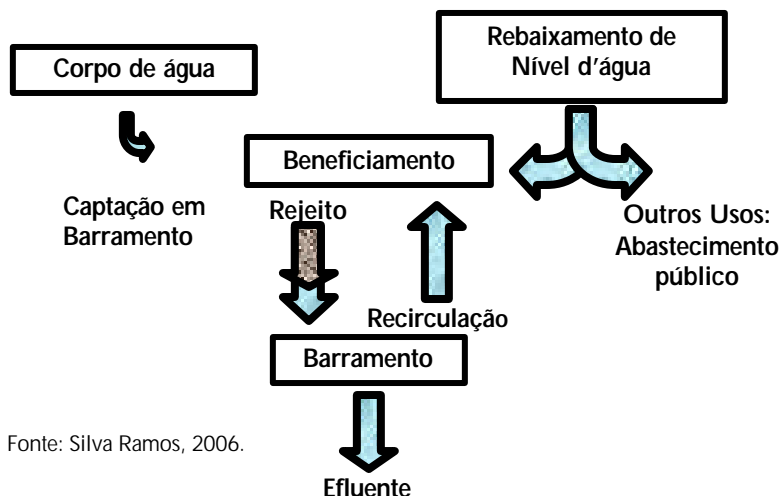 Corpo de água
Rebaixamento de
Nível d'água
Beneficiamento
Captação em
Barramento
Rejeito
Outros Usos:
Abastecimento
público
Recirculação
Barramento
Fonte: Silva Ramos, 2006.
Efluente